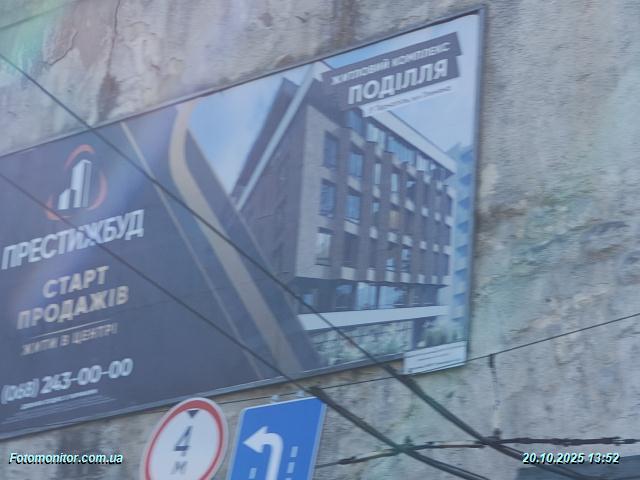 ЖИТЛОВИЙ КОМПЛЕКС
ПОДІЛЛЯ
ПРЕСТИЖБУД
СТАРТ
ПРОДАЖІВ
ЖИТИ В ЦЕНТРІ
(068) 243-00-00
4
М
Fotomonitor.com.ua
20.10.2025 13:52